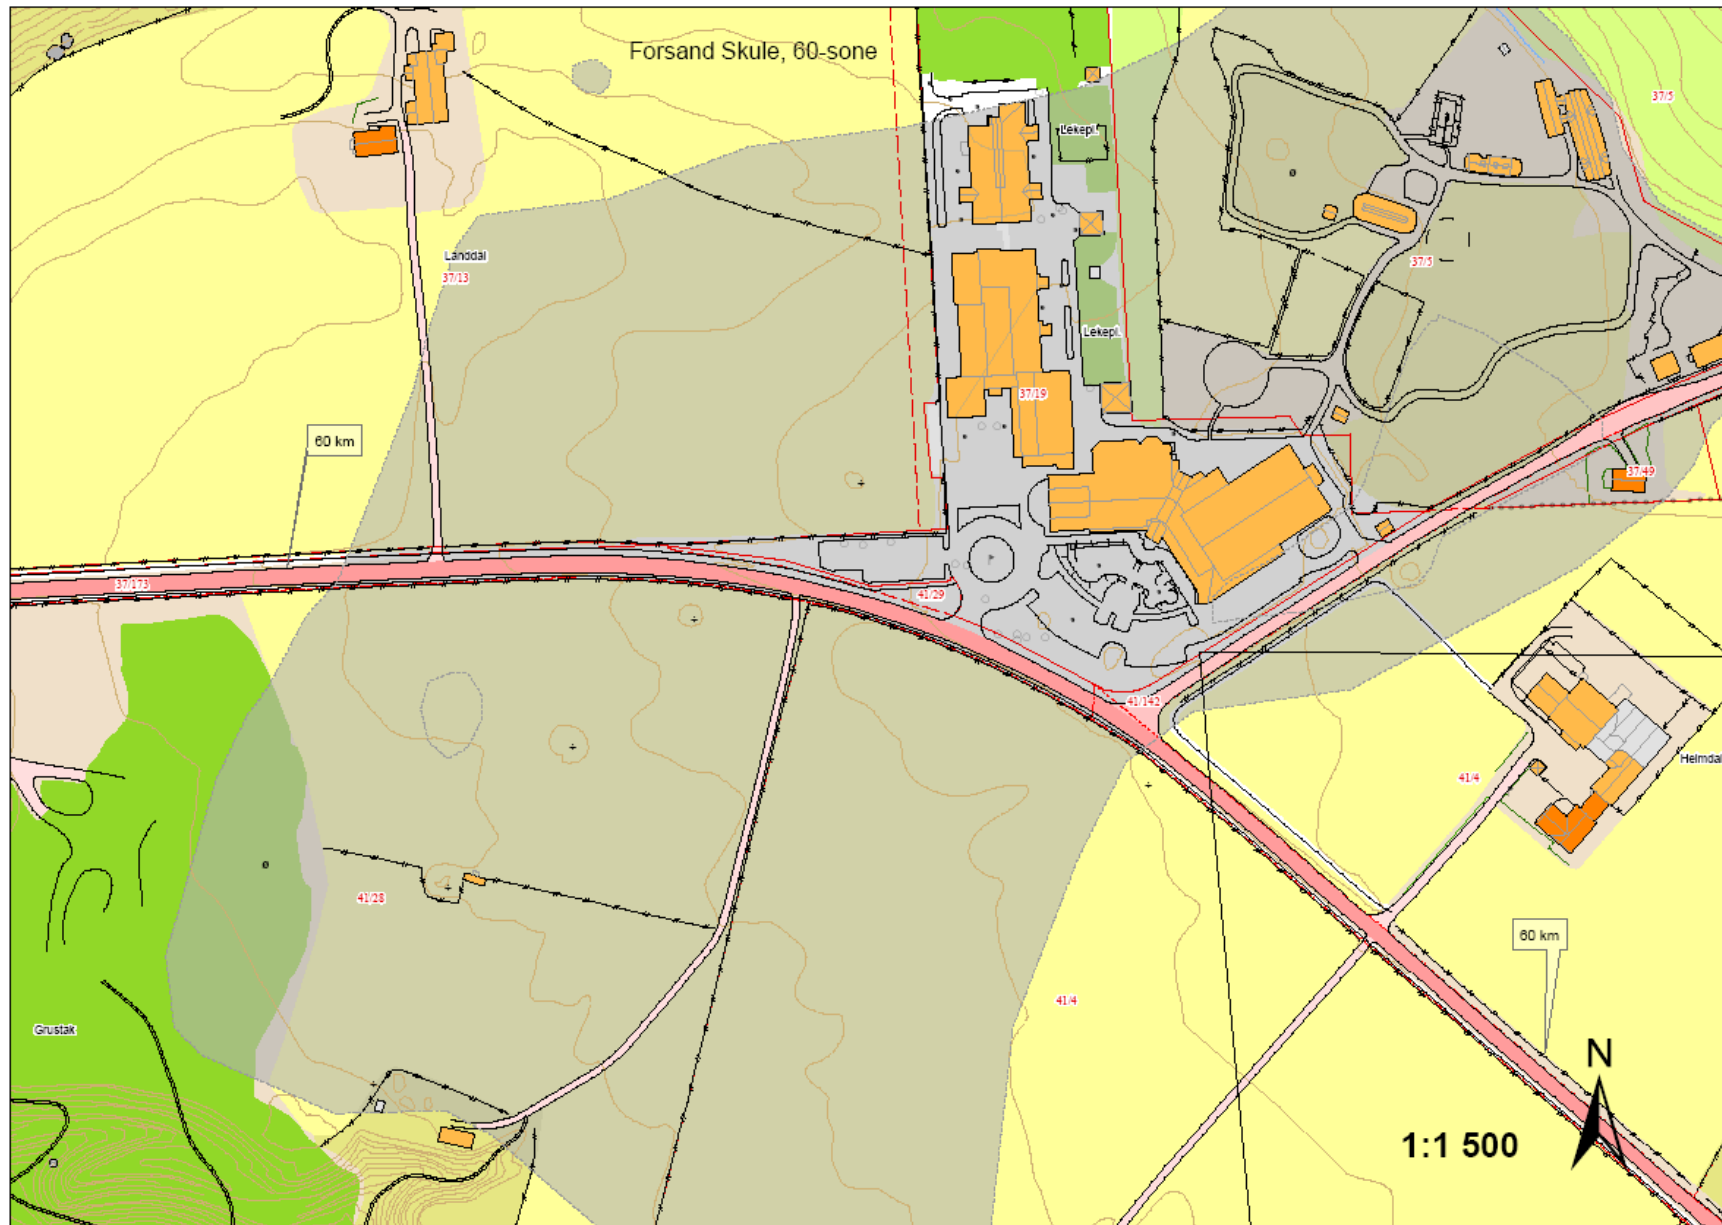 Forsand Skule, 60-sone
37/5
Lekepl.
Landdal
37/13
37/5
Lekepl.
37/19
60 km
37/49
37/173
41/29
41/142
Heimdal
41/4
41/28
60 km
41/4
Grustak
N
1:1 500